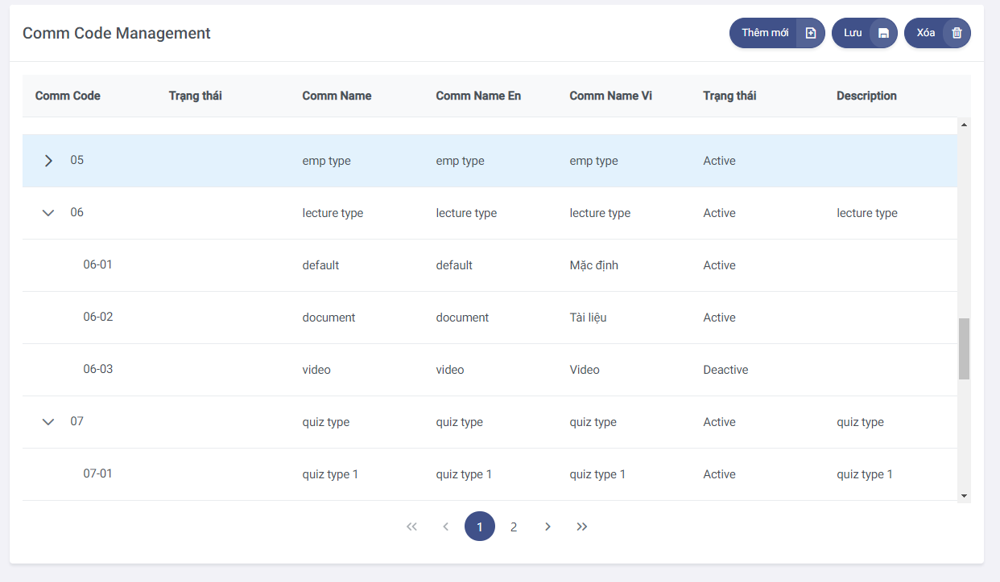 Comm Code Management
Thêm mới
Lưu
Xóa
Comm Code Trạng thái Comm Name Comm Name En Comm Name Vi Trạng thái Description
05 emp type emp type emp type Active
06 lecture type lecture type lecture type Active lecture type
06-01 default default Mặc định Active
06-02 document document Tài liệu Active
06-03 video video Video Deactive
07 quiz type quiz type quiz type Active quiz type
07-01 quiz type 1 quiz type 1 quiz type 1 Active quiz type 1
1 2